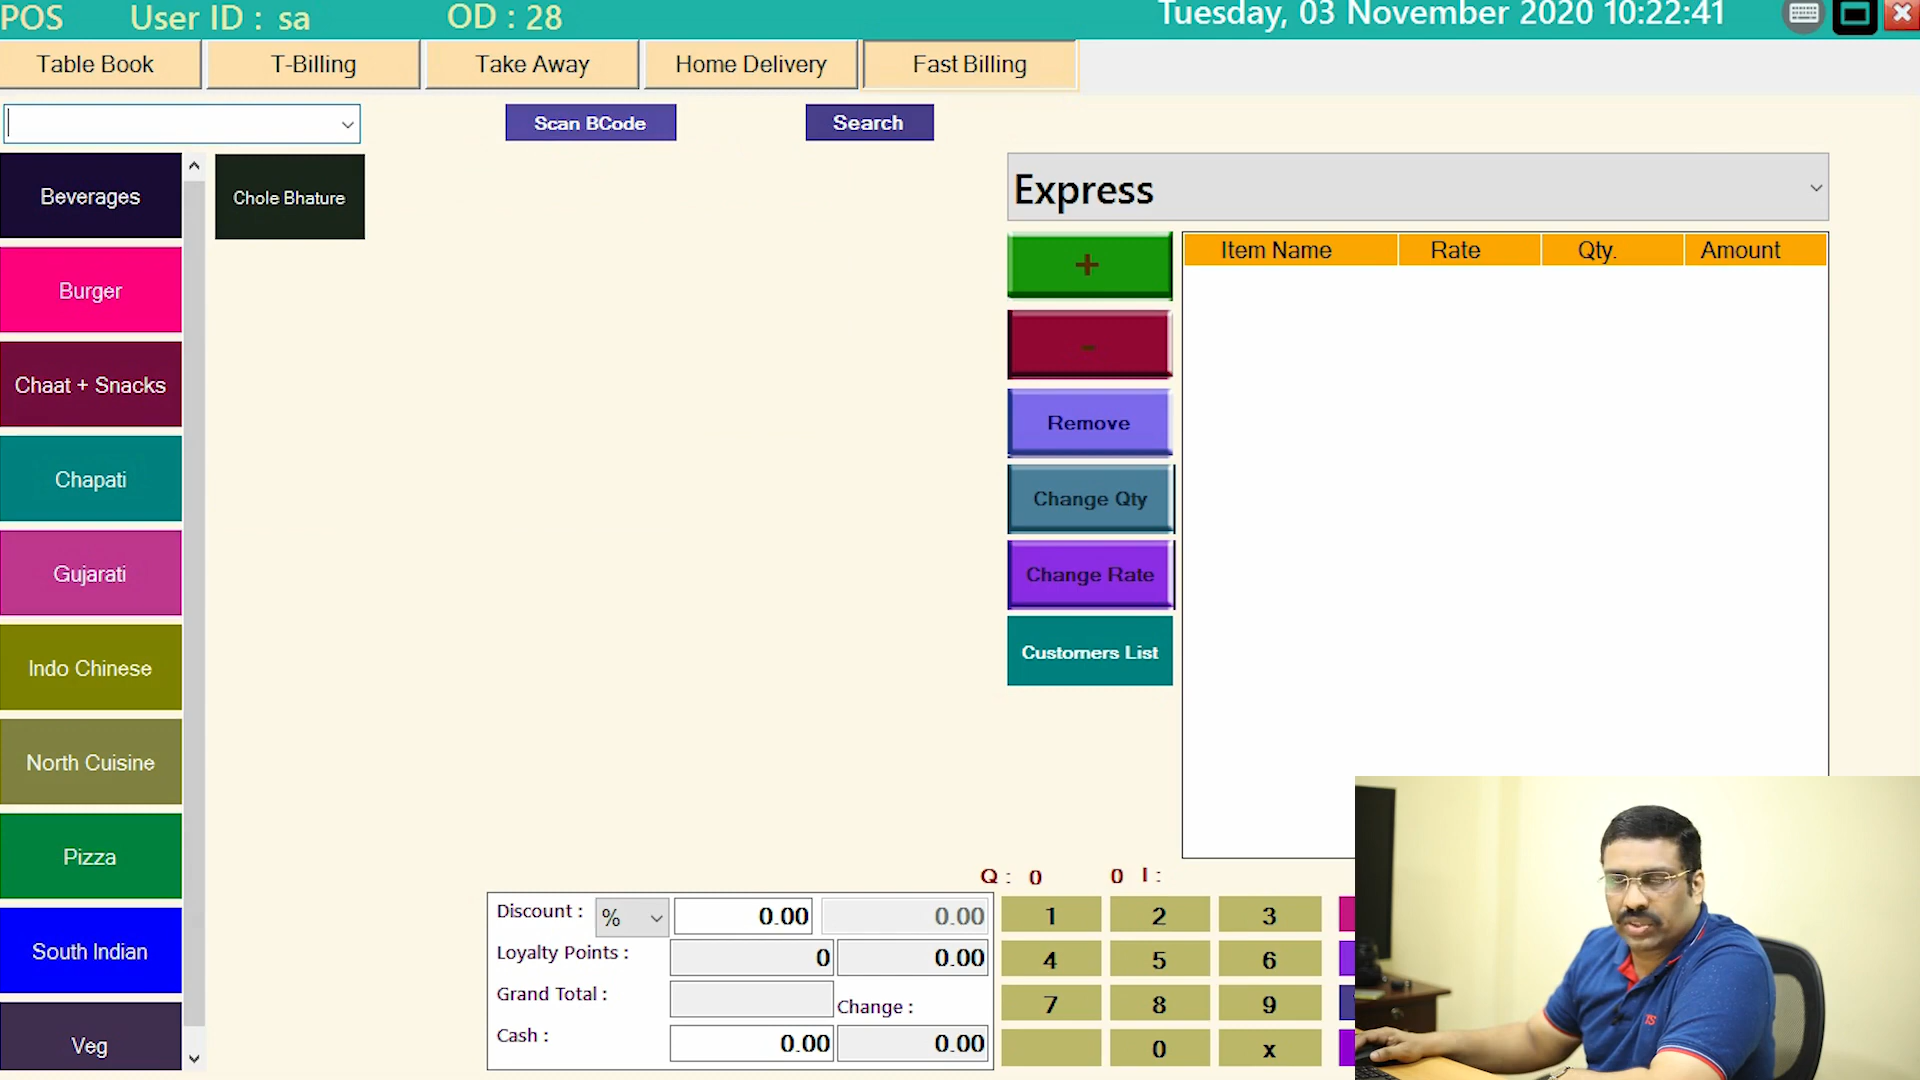 POS User ID : sa OD : 28 Tuesday, 03 November 2020 10:22:41
Table Book T-Billing Take Away Home Delivery Fast Billing
Scan BCode Search
Beverages
Burger
Chaat + Snacks
Chapati
Gujarati
Indo Chinese
North Cuisine
Pizza
South Indian
Veg
Chole Bhature
Express
+
-
Remove
Change Qty
Change Rate
Customers List
Item Name Rate Qty. Amount
Q : 0 0 I :
Discount : % 0.00 0.00
Loyalty Points : 0 0.00
Grand Total : Change :
Cash : 0.00 0.00
1 2 3
4 5 6
7 8 9
0 x
TS